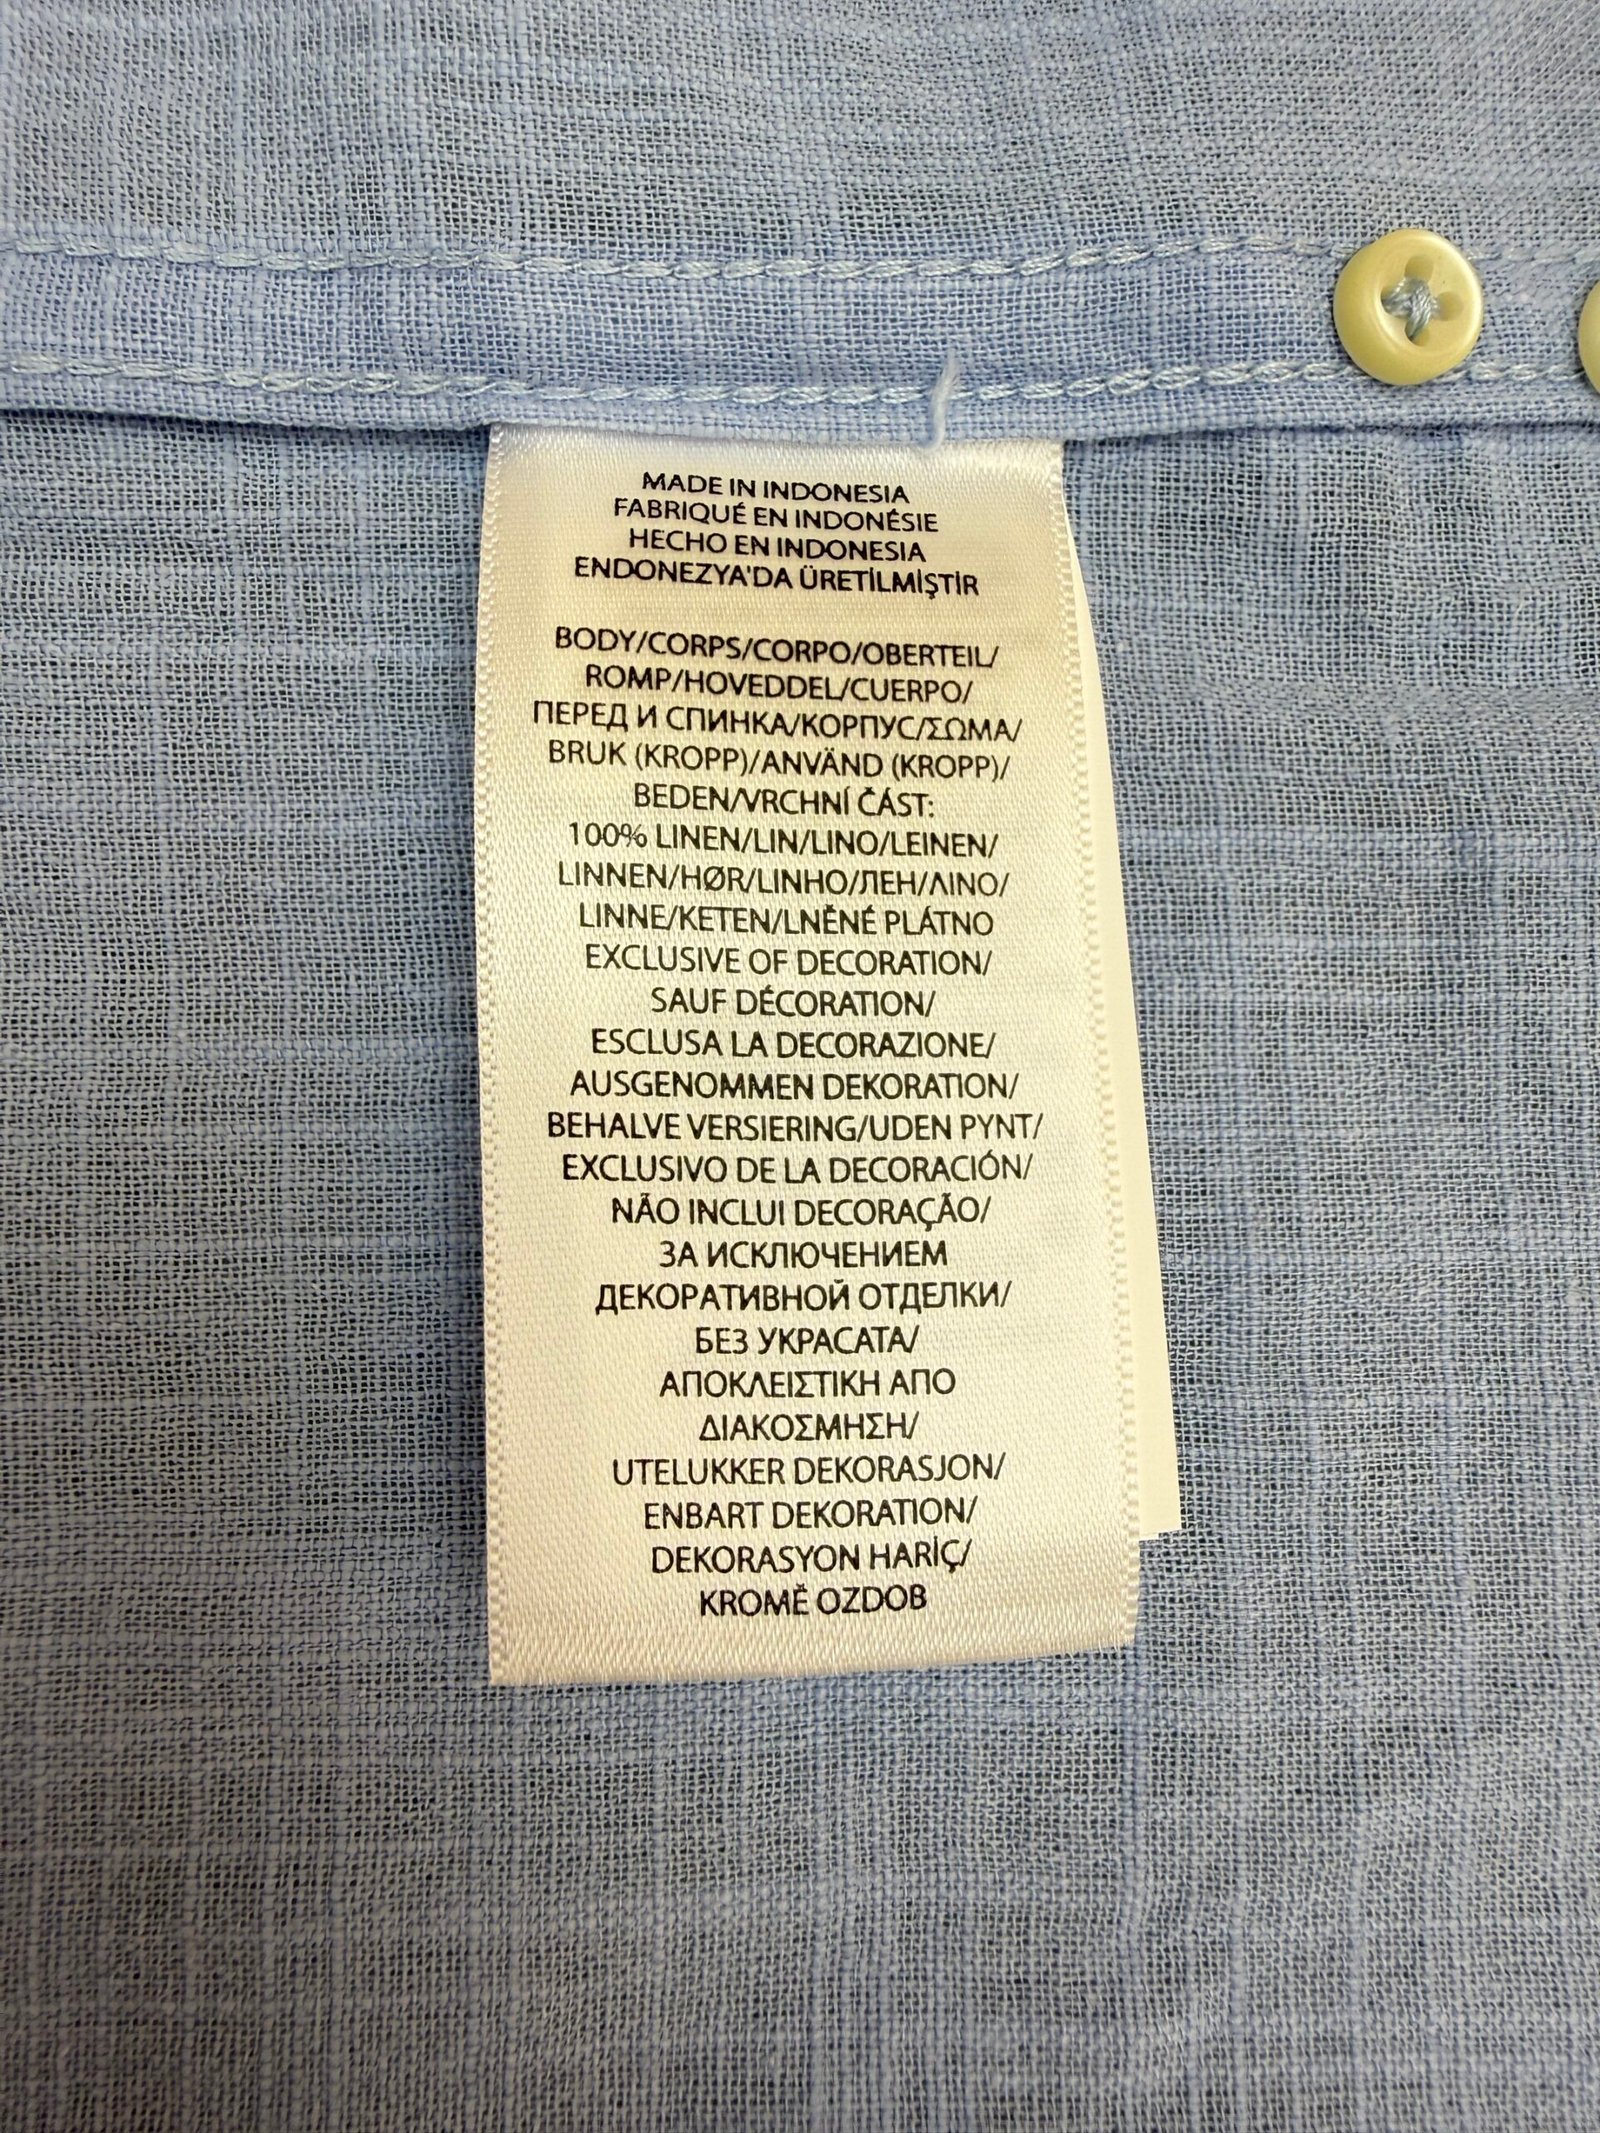 MADE IN INDONESIA
FABRIQUÉ EN INDONÉSIE
HECHO EN INDONESIA
ENDONEZYA'DA ÜRETİLMİŞTİR
BODY/CORPS/CORPO/OBERTEIL/
ROMP/HOVEDDEL/CUERPO/
ПЕРЕД И СПИНКА/КОРПУС/ΣΩΜΑ/
BRUK (KROPP)/ANVÄND (KROPP)/
BEDEN/VRCHNÍ ČÁST:
100% LINEN/LIN/LINO/LEINEN/
LINNEN/HØR/LINHO/ЛЕН/ΛΙΝΟ/
LINNE/KETEN/LNĚNÉ PLÁTNO
EXCLUSIVE OF DECORATION/
SAUF DÉCORATION/
ESCLUSA LA DECORAZIONE/
AUSGENOMMEN DEKORATION/
BEHALVE VERSIERING/UDEN PYNT/
EXCLUSIVO DE LA DECORACIÓN/
NÃO INCLUI DECORAÇÃO/
ЗА ИСКЛЮЧЕНИЕМ
ДЕКОРАТИВНОЙ ОТДЕЛКИ/
БЕЗ УКРАСАТА/
ΑΠΟΚΛΕΙΣΤΙΚΗ ΑΠΟ
ΔΙΑΚΟΣΜΗΣΗ/
UTELUKKER DEKORASJON/
ENBART DEKORATION/
DEKORASYON HARİÇ/
KROMĚ OZDOB